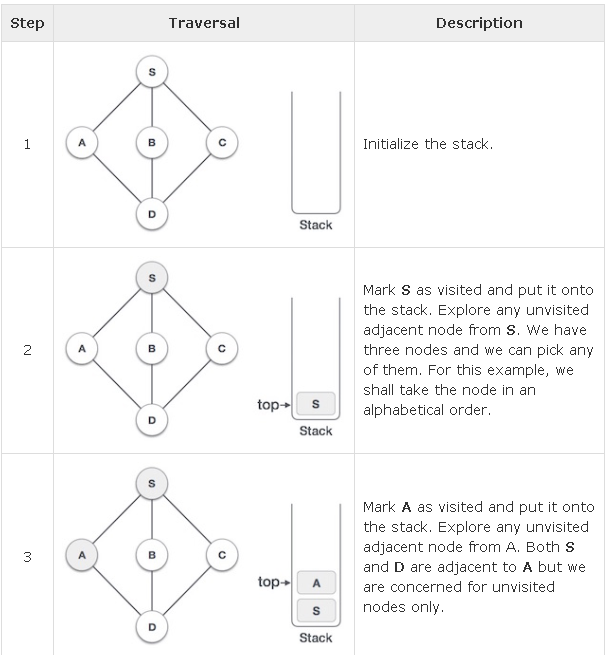 Step Traversal Description
S
A B C
D
1
Stack
Initialize the stack.
S
A B C
D
2
top→ S
Stack
Mark S as visited and put it onto
the stack. Explore any unvisited
adjacent node from S. We have
three nodes and we can pick any
of them. For this example, we
shall take the node in an
alphabetical order.
S
A B C
D
3
top→ A
S
Stack
Mark A as visited and put it onto
the stack. Explore any unvisited
adjacent node from A. Both S
and D are adjacent to A but we
are concerned for unvisited
nodes only.